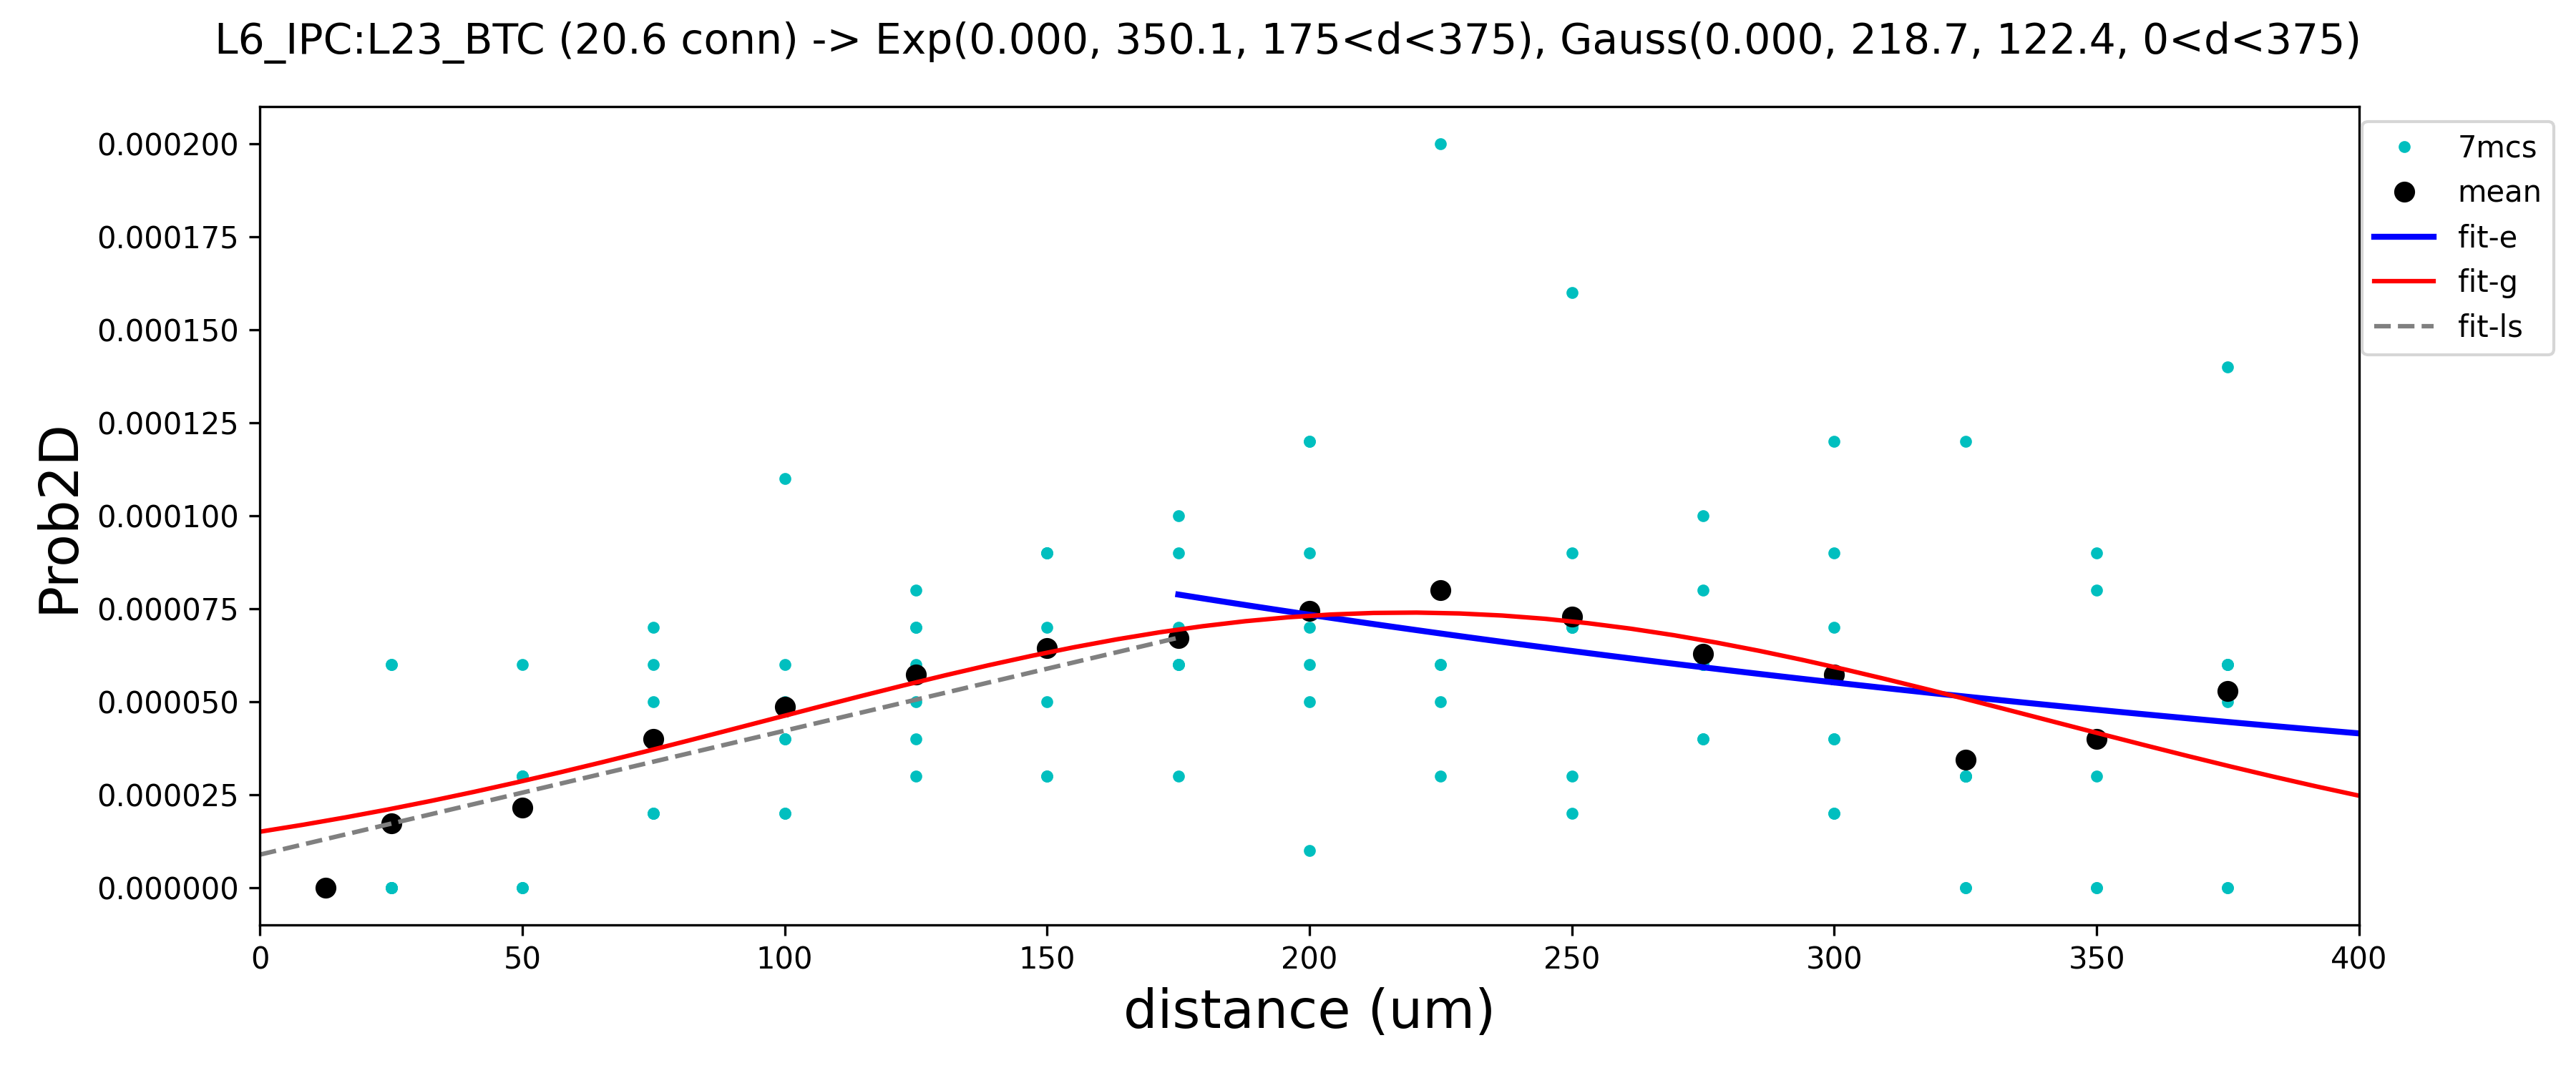 L6_IPC:L23_BTC (20.6 conn) -> Exp(0.000, 350.1, 175<d<375), Gauss(0.000, 218.7, 122.4, 0<d<375)
0.000200
0.000175
0.000150
0.000125
0.000100
0.000075
0.000050
0.000025
0.000000
Prob2D
0 50 100 150 200 250 300 350 400
distance (um)
7mcs
mean
fit-e
fit-g
fit-ls